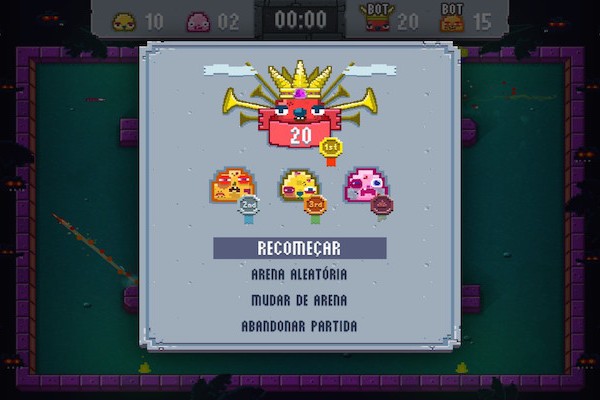 10 02 00:00 BOT 20 BOT 15
20
1st
2nd 3rd
RECOMEÇAR
ARENA ALEATÓRIA
MUDAR DE ARENA
ABANDONAR PARTIDA